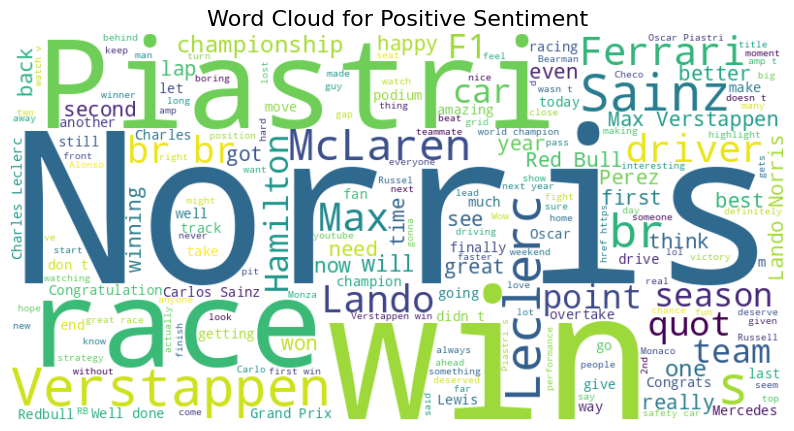 Word Cloud for Positive Sentiment
Piastri
Norris
win
race
Verstappen
Sainz
Ferrari
McLaren
Leclerc
Hamilton
Max
Lando
driver
car
F1
championship
happy
even
better
racing
Oscar Piastri
title
moment
amp t
Bearman
Checo
wasn t
doesn t
big
nice
make
today
Max Verstappen
many
highlight
behind
keep
man
turn
watch v
winner
boring
lost
made
guy
seat
feel
watch
thing
beat
grid
close
back
lap
let
long
amp
away
two
second
another
move
podium
amazing
gap
teammate
world champion
pass
making
still
Charles
position
hard
front
Alonso
br br
right
got
want
everyone
year
Red Bull
interesting
gets
Charles Leclerc
winning
might
well
track
never
take
ve
start
don t
watching
fan
Russel
next
need
time
now will
youtube
gonna
lead
much
see
finally
great
Wow
show
next year
driving
faster
weekend
fight
sure
home
Oscar
love
lot
Perez
first
day
someone
definitely
br
think
drive
lol
href https
victory
real
best
m
Lando Norris
Congratulation
Carlos Sainz
pit
Monza
champion
Verstappen win
going
didn t
point
season
quot
overtake
chance
fun
deserve
given
Russell
Monaco
2nd
hope
new
end
great race
know
strategy
actually
anyone
look
finish
getting
won
without
Carlo
first win
always
ahead
something
deserved
far
said
Lewis
Piastri s
performance
go
people
give
say
way
safety car
team
one
Congrats
really
s
last
seem
top
Mercedes
Redbull
RB
Well done
come
Grand Prix